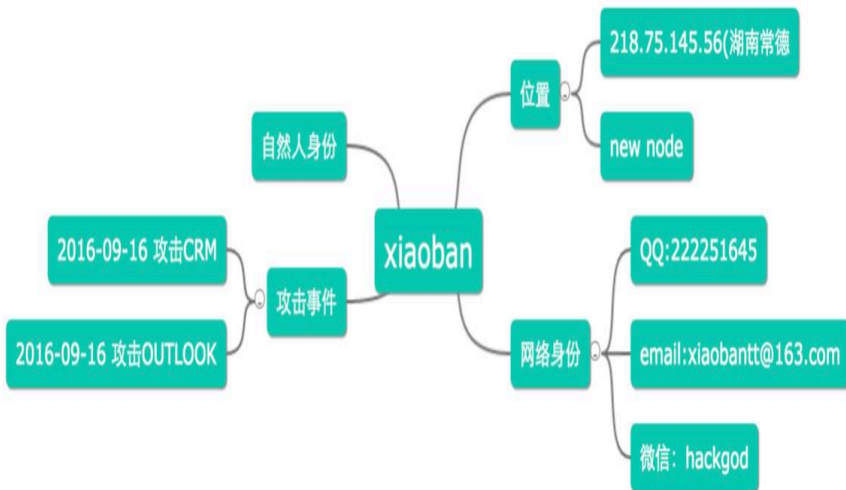 218.75.145.56(湖南常德
位置
自然人身份
new node
xiaoban
2016-09-16 攻击CRM
QQ:222251645
攻击事件
2016-09-16 攻击OUTLOOK
网络身份
email:xiaobantt@163.com
微信：hackgod